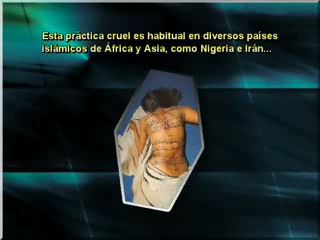 Esta práctica cruel es habitual en diversos países
islámicos de África y Asia, como Nigeria e Irán...